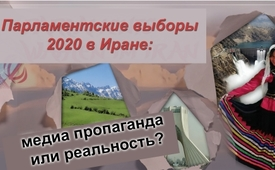 Парламентские выборы
2020 в Иране:
медиа пропаганда
или реальность?